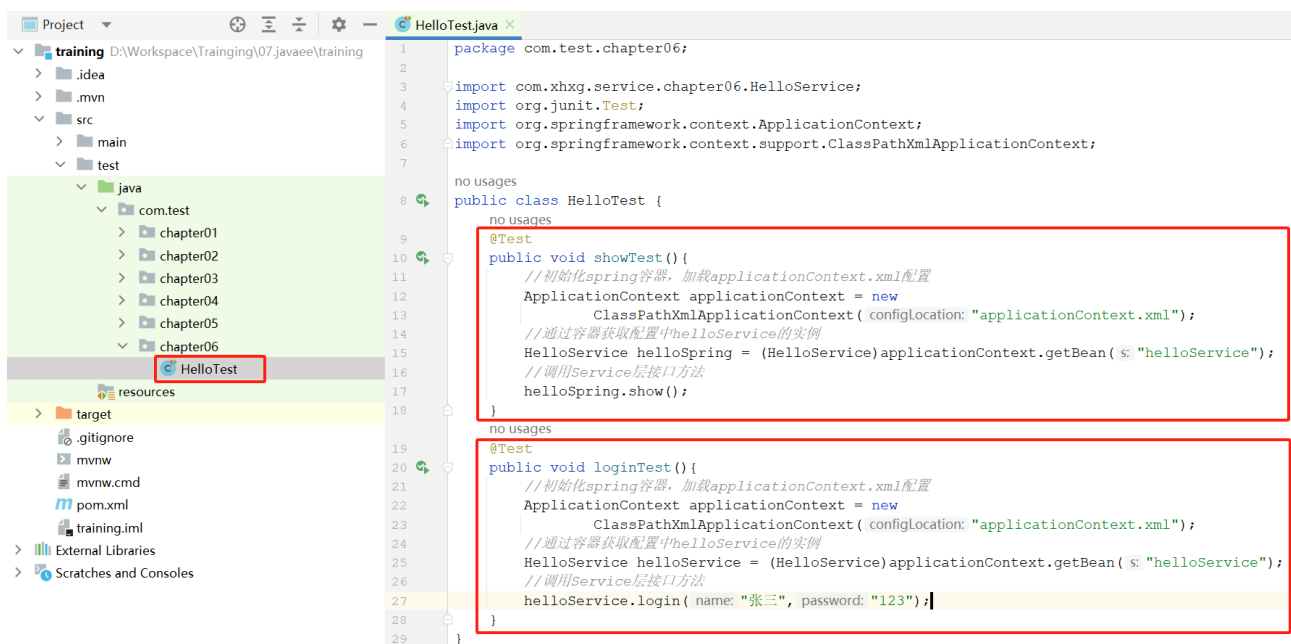 Project
training D:\Workspace\Trainging\07.javaee\training
.idea
.mvn
src
main
test
java
com.test
chapter01
chapter02
chapter03
chapter04
chapter05
chapter06
HelloTest
resources
target
.gitignore
mvnw
mvnw.cmd
pom.xml
training.iml
External Libraries
Scratches and Consoles
HelloTest.java
1 package com.test.chapter06;
2
3 import com.xhxg.service.chapter06.HelloService;
4 import org.junit.Test;
5 import org.springframework.context.ApplicationContext;
6 import org.springframework.context.support.ClassPathXmlApplicationContext;
7
no usages
8 public class HelloTest {
no usages
9 @Test
10 public void showTest(){
11 //初始化spring容器，加载applicationContext.xml配置
12 ApplicationContext applicationContext = new
13 ClassPathXmlApplicationContext( configLocation: "applicationContext.xml");
14 //通过容器获取配置中helloService的实例
15 HelloService helloSpring = (HelloService)applicationContext.getBean( s: "helloService");
16 //调用Service层接口方法
17 helloSpring.show();
18 }
no usages
19 @Test
20 public void loginTest(){
21 //初始化spring容器，加载applicationContext.xml配置
22 ApplicationContext applicationContext = new
23 ClassPathXmlApplicationContext( configLocation: "applicationContext.xml");
24 //通过容器获取配置中helloService的实例
25 HelloService helloService = (HelloService)applicationContext.getBean( s: "helloService");
26 //调用Service层接口方法
27 helloService.login( name: "张三", password: "123");
28 }
29 }